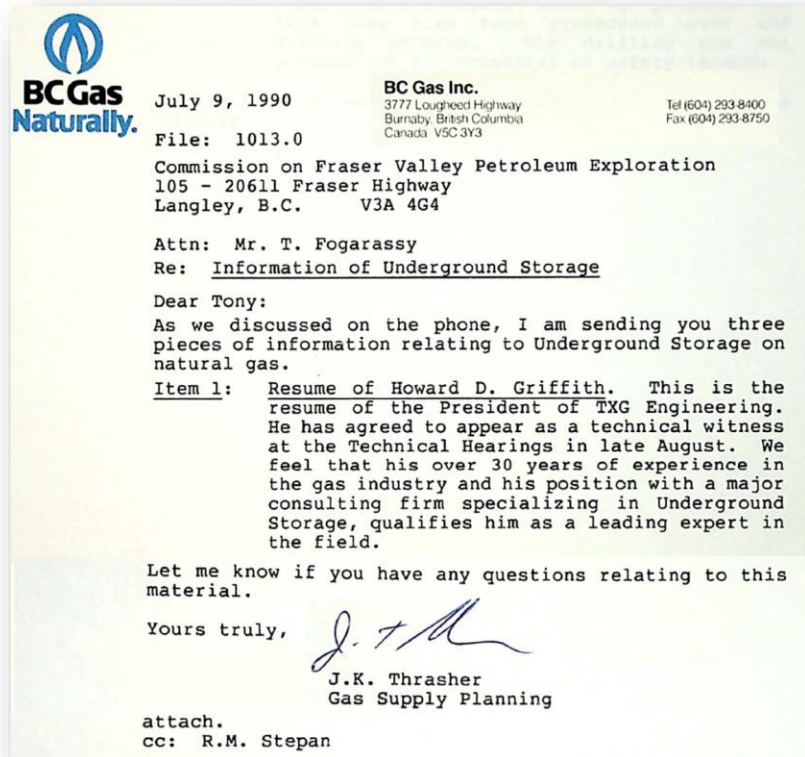 BC Gas
Naturally.
July 9, 1990
File: 1013.0
BC Gas Inc.
3777 Lougheed Highway
Burnaby, British Columbia
Canada V5C 3Y3
Tel (604) 293-8400
Fax (604) 293-8750
Commission on Fraser Valley Petroleum Exploration
105 - 20611 Fraser Highway
Langley, B.C. V3A 4G4
Attn: Mr. T. Fogarassy
Re: Information of Underground Storage
Dear Tony:
As we discussed on the phone, I am sending you three
pieces of information relating to Underground Storage on
natural gas.
Item 1: Resume of Howard D. Griffith. This is the
resume of the President of TXG Engineering.
He has agreed to appear as a technical witness
at the Technical Hearings in late August. We
feel that his over 30 years of experience in
the gas industry and his position with a major
consulting firm specializing in Underground
Storage, qualifies him as a leading expert in
the field.
Let me know if you have any questions relating to this
material.
Yours truly,
J.K. Thrasher
Gas Supply Planning
attach.
cc: R.M. Stepan